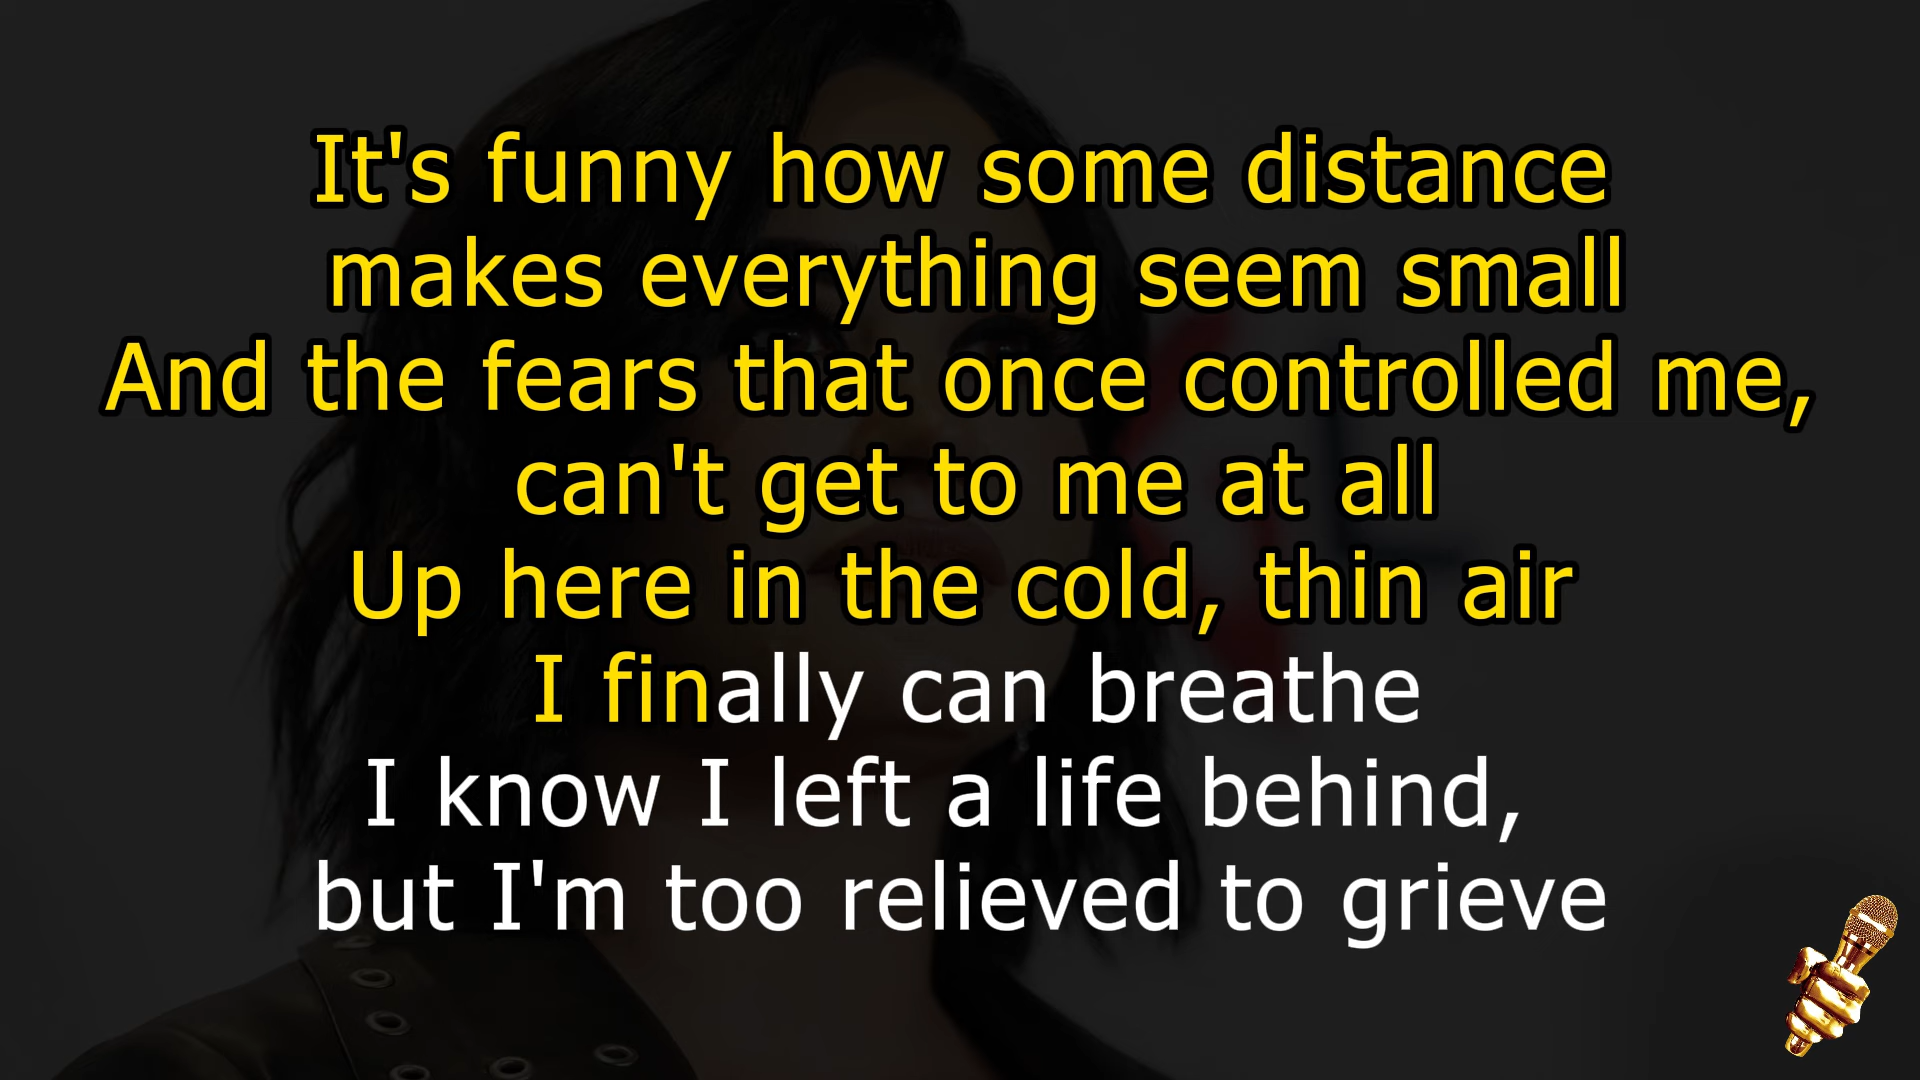 It's funny how some distance
makes everything seem small
And the fears that once controlled me,
can't get to me at all
Up here in the cold, thin air
I finally can breathe
I know I left a life behind,
but I'm too relieved to grieve